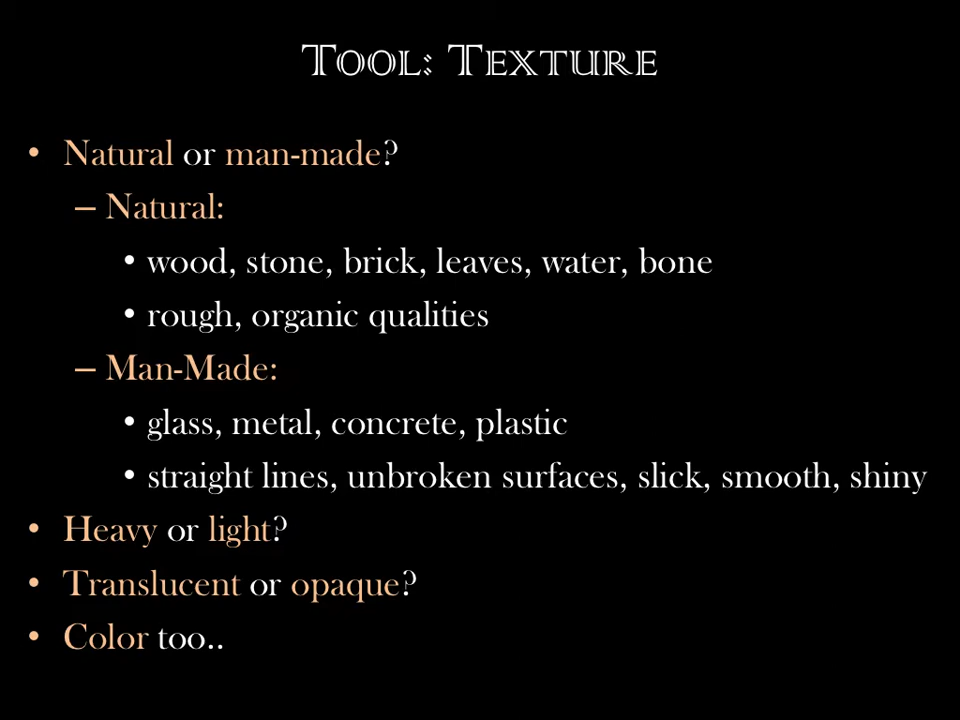 Tool: Texture
• Natural or man-made?
– Natural:
• wood, stone, brick, leaves, water, bone
• rough, organic qualities
– Man-Made:
• glass, metal, concrete, plastic
• straight lines, unbroken surfaces, slick, smooth, shiny
• Heavy or light?
• Translucent or opaque?
• Color too..